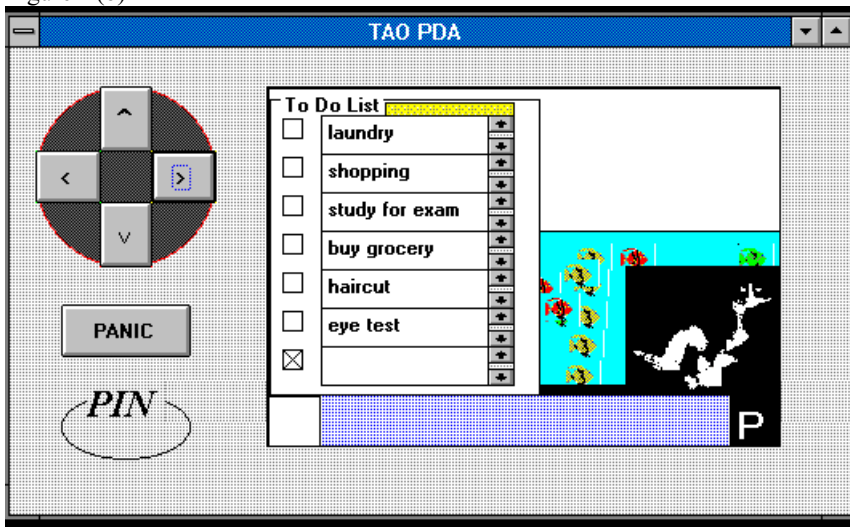 TAO PDA
To Do List
laundry
shopping
study for exam
buy grocery
haircut
eye test
PANIC
PIN
P